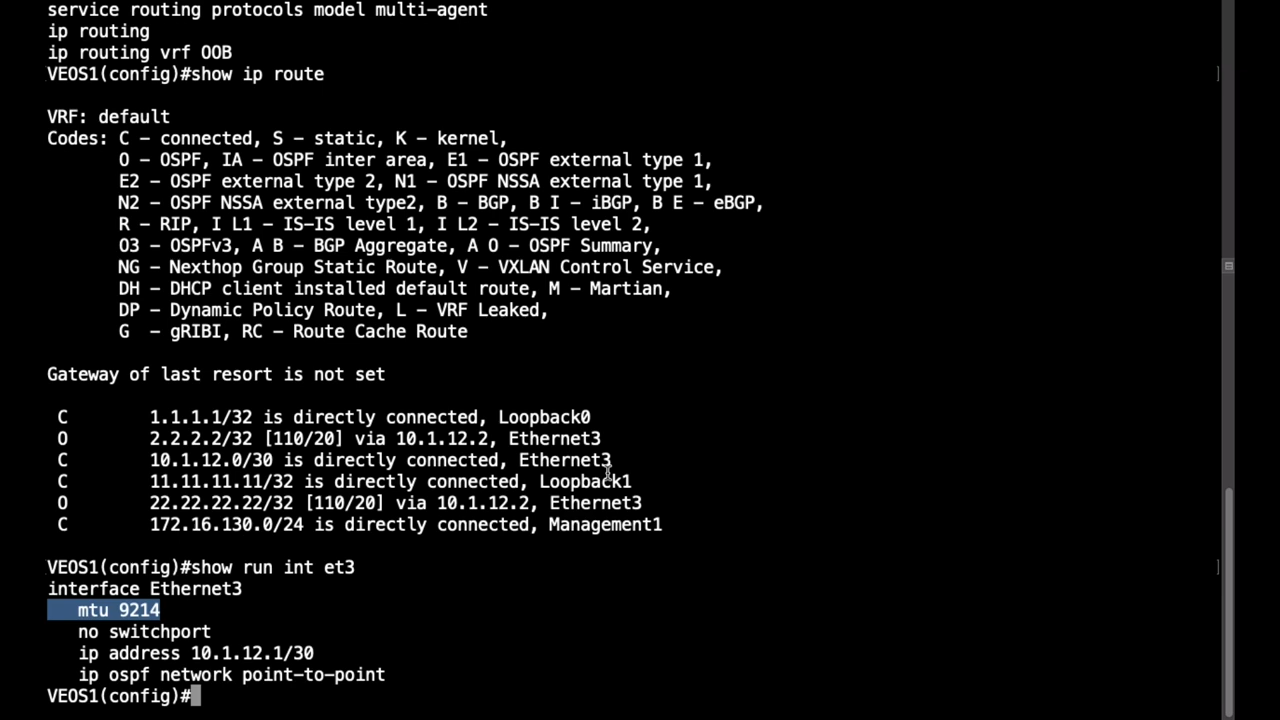 service routing protocols model multi-agent
ip routing
ip routing vrf OOB
VEOS1(config)#show ip route
VRF: default
Codes: C - connected, S - static, K - kernel,
O - OSPF, IA - OSPF inter area, E1 - OSPF external type 1,
E2 - OSPF external type 2, N1 - OSPF NSSA external type 1,
N2 - OSPF NSSA external type2, B - BGP, B I - iBGP, B E - eBGP,
R - RIP, I L1 - IS-IS level 1, I L2 - IS-IS level 2,
O3 - OSPFv3, A B - BGP Aggregate, A O - OSPF Summary,
NG - Nexthop Group Static Route, V - VXLAN Control Service,
DH - DHCP client installed default route, M - Martian,
DP - Dynamic Policy Route, L - VRF Leaked,
G  - gRIBI, RC - Route Cache Route
Gateway of last resort is not set
C        1.1.1.1/32 is directly connected, Loopback0
O        2.2.2.2/32 [110/20] via 10.1.12.2, Ethernet3
C        10.1.12.0/30 is directly connected, Ethernet3
C        11.11.11.11/32 is directly connected, Loopback1
O        22.22.22.22/32 [110/20] via 10.1.12.2, Ethernet3
C        172.16.130.0/24 is directly connected, Management1
VEOS1(config)#show run int et3
interface Ethernet3
mtu 9214
no switchport
ip address 10.1.12.1/30
ip ospf network point-to-point
VEOS1(config)#